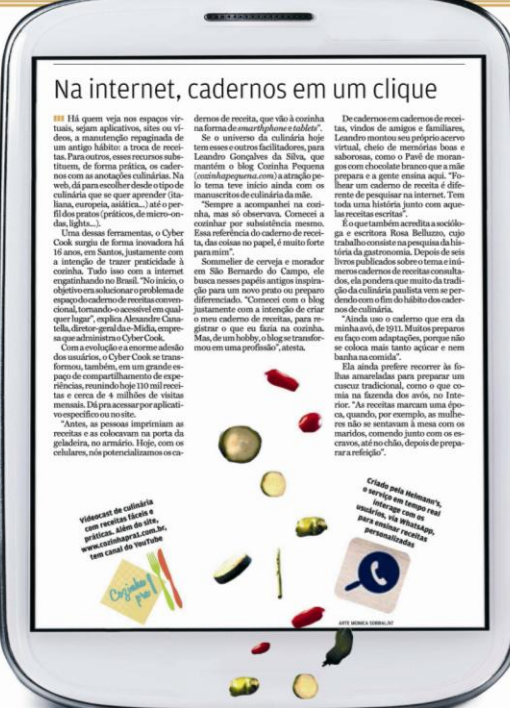 Na internet, cadernos em um clique
Há quem veja nos espaços vir-
tuais, sejam aplicativos, sites ou ví-
deos, a manutenção repaginada de
um antigo hábito: a troca de recei-
tas. Para outros, esses recursos subs-
tituem, de forma prática, os cader-
nos com as anotações culinárias. Na
web, dá para escolher desde o tipo de
culinária que se quer aprender (ita-
liana, europeia, asiática...) até o per-
fil dos pratos (práticos, de micro-on-
das, lights...).
Uma dessas ferramentas, o Cyber
Cook surgiu de forma inovadora há
16 anos, em Santos, justamente com
a intenção de trazer praticidade à
cozinha. Tudo isso com a internet
engatinhando no Brasil. "No início, o
objetivo era solucionar o problema de
espaço do caderno de receitas conven-
cional, tornando-o acessível em qual-
quer lugar", explica Alexandre Cana-
tella, diretor-geral da e-Midia, empre-
sa que administra o Cyber Cook.
Com a evolução e a enorme adesão
dos usuários, o Cyber Cook se trans-
formou, também, em um grande es-
paço de compartilhamento de expe-
riências, reunindo hoje 110 mil recei-
tas e cerca de 4 milhões de visitas
mensais. Dá pra acessar por aplicati-
vo específico ou no site.
"Antes, as pessoas imprimiam as
receitas e as colocavam na porta da
geladeira, no armário. Hoje, com os
celulares, nós potencializamos os ca-
dernos de receita, que vão à cozinha
na forma de smarthphone e tablets".
Se o universo da culinária hoje
tem esses e outros facilitadores, para
Leandro Gonçalves da Silva, que
mantém o blog Cozinha Pequena
(cozinhapequena.com) a atração pe-
lo tema teve início ainda com os
manuscritos de culinária da mãe.
"Sempre a acompanhei na cozi-
nha, mas só observava. Comecei a
cozinhar por subsistência mesmo.
Essa referência do caderno de recei-
ta, das coisas no papel, é muito forte
para mim".
Sommelier de cerveja e morador
em São Bernardo do Campo, ele
busca nesses papéis antigos inspira-
ção para um novo prato ou preparo
diferenciado. "Comecei com o blog
justamente com a intenção de criar
o meu caderno de receitas, para re-
gistrar o que eu fazia na cozinha.
Mas, de um hobby, o blog se transfor-
mou em uma profissão", atesta.
De cadernos em cadernos de recei-
tas, vindos de amigos e familiares,
Leandro montou seu próprio acervo
virtual, cheio de memórias boas e
saborosas, como o Pavê de moran-
gos com chocolate branco que a mãe
prepara e a gente ensina aqui. "Fo-
lhear um caderno de receita é dife-
rente de pesquisar na internet. Tem
toda uma história junto com aque-
las receitas escritas".
É o que também acredita a sociólo-
ga e escritora Rosa Belluzzo, cujo
trabalho consiste na pesquisa da his-
tória da gastronomia. Depois de seis
livros publicados sobre o tema e inú-
meros cadernos de receitas consulta-
dos, ela pondera que muito da tradi-
ção da culinária paulista vem se per-
dendo com o fim do hábito dos cader-
nos de culinária.
"Ainda uso o caderno que era da
minha avó, de 1911. Muitos preparos
eu faço com adaptações, porque não
se coloca mais tanto açúcar e nem
banha na comida".
Ela ainda prefere recorrer às fo-
lhas amareladas para preparar um
cuscuz tradicional, como o que co-
mia na fazenda dos avós, no Inte-
rior. "As receitas marcam uma épo-
ca, quando, por exemplo, as mulhe-
res não se sentavam à mesa com os
maridos, comendo junto com os es-
cravos, até no chão, depois de prepa-
rar a refeição".
Videocast de culinária
com receitas fáceis e
práticas. Além do site,
www.cozinhapra1.com.br,
tem canal do YouTube
Cozinha
pra 1
Criado pela Helmann's,
o serviço em tempo real
interage com os
usuários, via WhatsApp,
para ensinar receitas
personalizadas
ARTE MONICA SOBRAL/AT